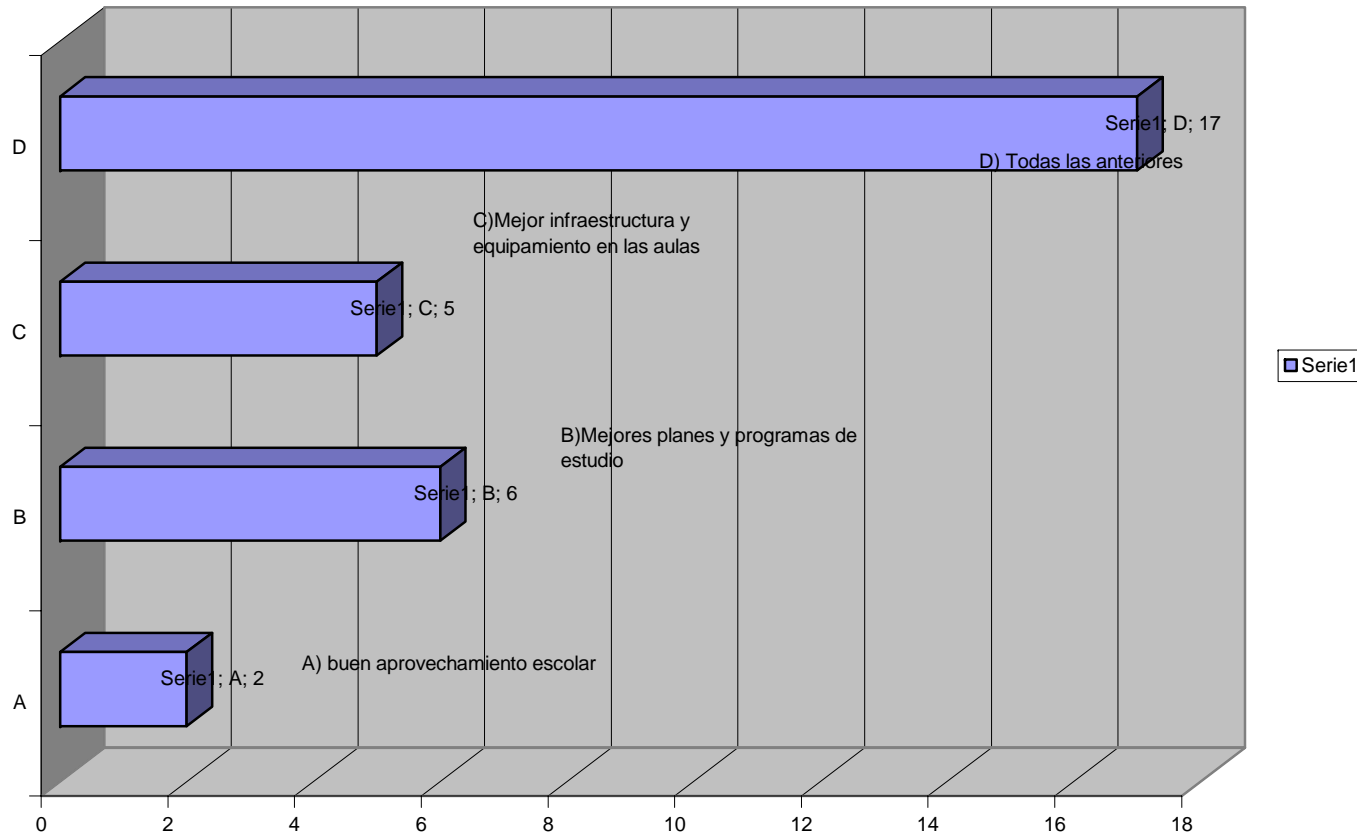 Serie1; D; 17
D
D) Todas las anteriores
C)Mejor infraestructura y
equipamiento en las aulas
Serie1; C; 5
C
Serie1
B)Mejores planes y programas de
estudio
Serie1; B; 6
B
A) buen aprovechamiento escolar
Serie1; A; 2
A
0 2 4 6 8 10 12 14 16 18